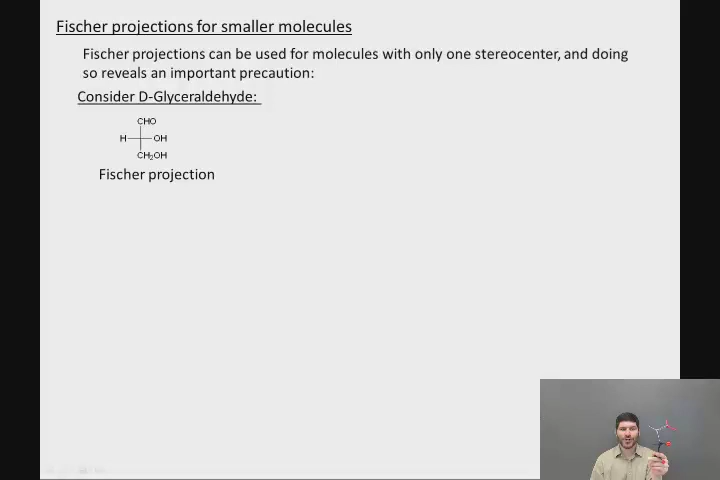 Fischer projections for smaller molecules
Fischer projections can be used for molecules with only one stereocenter, and doing
so reveals an important precaution:
Consider D-Glyceraldehyde:
CHO
H OH
CH₂OH
Fischer projection